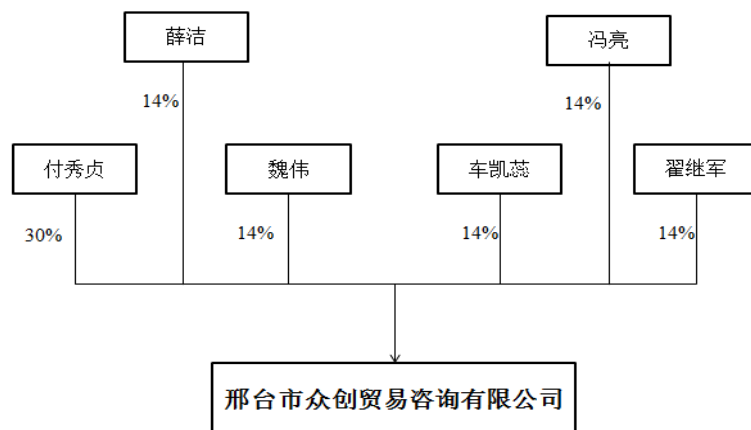 薛洁
冯亮
14%
14%
付秀贞
魏伟
车凯蕊
翟继军
30%
14%
14%
14%
邢台市众创贸易咨询有限公司